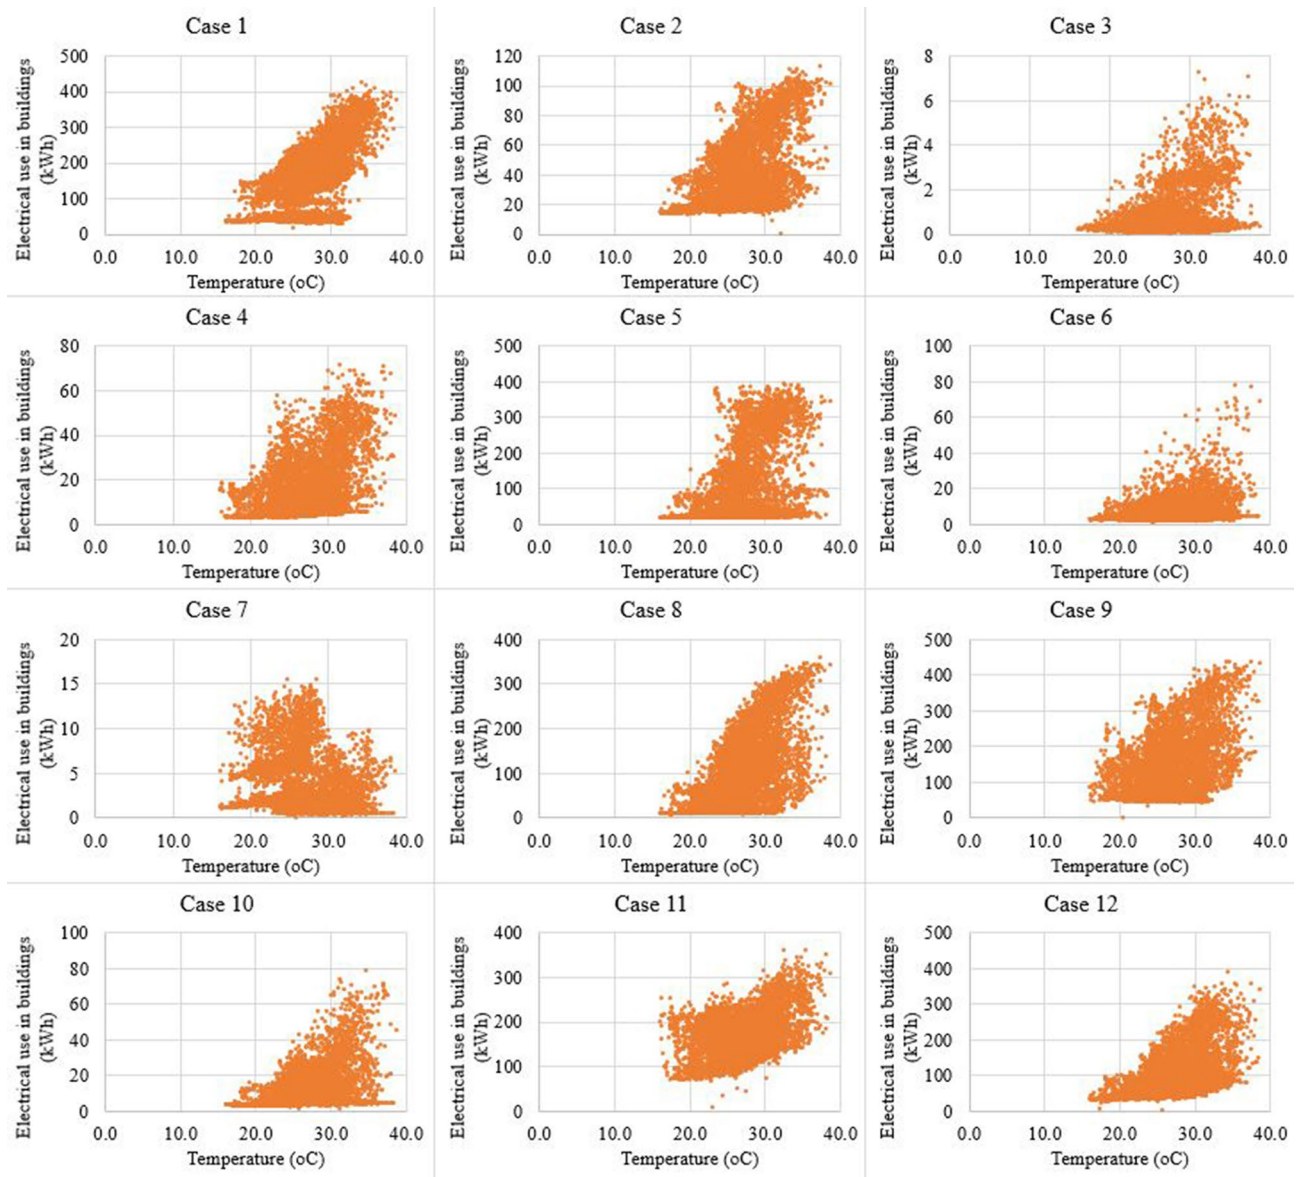 Case 1
Electrical use in buildings
(kWh)
500
400
300
200
100
0
0.0 10.0 20.0 30.0 40.0
Temperature (oC)
Case 2
Electrical use in buildings
(kWh)
120
100
80
60
40
20
0
0.0 10.0 20.0 30.0 40.0
Temperature (oC)
Case 3
Electrical use in buildings
(kWh)
8
6
4
2
0
0.0 10.0 20.0 30.0 40.0
Temperature (oC)
Case 4
Electrical use in buildings
(kWh)
80
60
40
20
0
0.0 10.0 20.0 30.0 40.0
Temperature (oC)
Case 5
Electrical use in buildings
(kWh)
500
400
300
200
100
0
0.0 10.0 20.0 30.0 40.0
Temperature (oC)
Case 6
Electrical use in buildings
(kWh)
100
80
60
40
20
0
0.0 10.0 20.0 30.0 40.0
Temperature (oC)
Case 7
Electrical use in buildings
(kWh)
20
15
10
5
0
0.0 10.0 20.0 30.0 40.0
Temperature (oC)
Case 8
Electrical use in buildings
(kWh)
400
300
200
100
0
0.0 10.0 20.0 30.0 40.0
Temperature (oC)
Case 9
Electrical use in buildings
(kWh)
500
400
300
200
100
0
0.0 10.0 20.0 30.0 40.0
Temperature (oC)
Case 10
Electrical use in buildings
(kWh)
100
80
60
40
20
0
0.0 10.0 20.0 30.0 40.0
Temperature (oC)
Case 11
Electrical use in buildings
(kWh)
400
300
200
100
0
0.0 10.0 20.0 30.0 40.0
Temperature (oC)
Case 12
Electrical use in buildings
(kWh)
500
400
300
200
100
0
0.0 10.0 20.0 30.0 40.0
Temperature (oC)